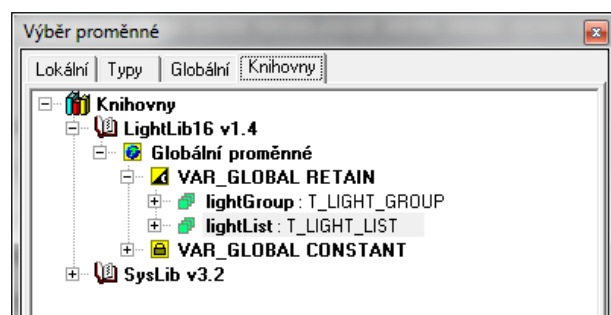 Výběr proměnné
Lokální Typy Globální Knihovny
Knihovny
LightLib16 v1.4
Globální proměnné
VAR_GLOBAL RETAIN
lightGroup : T_LIGHT_GROUP
lightList : T_LIGHT_LIST
VAR_GLOBAL CONSTANT
SysLib v3.2